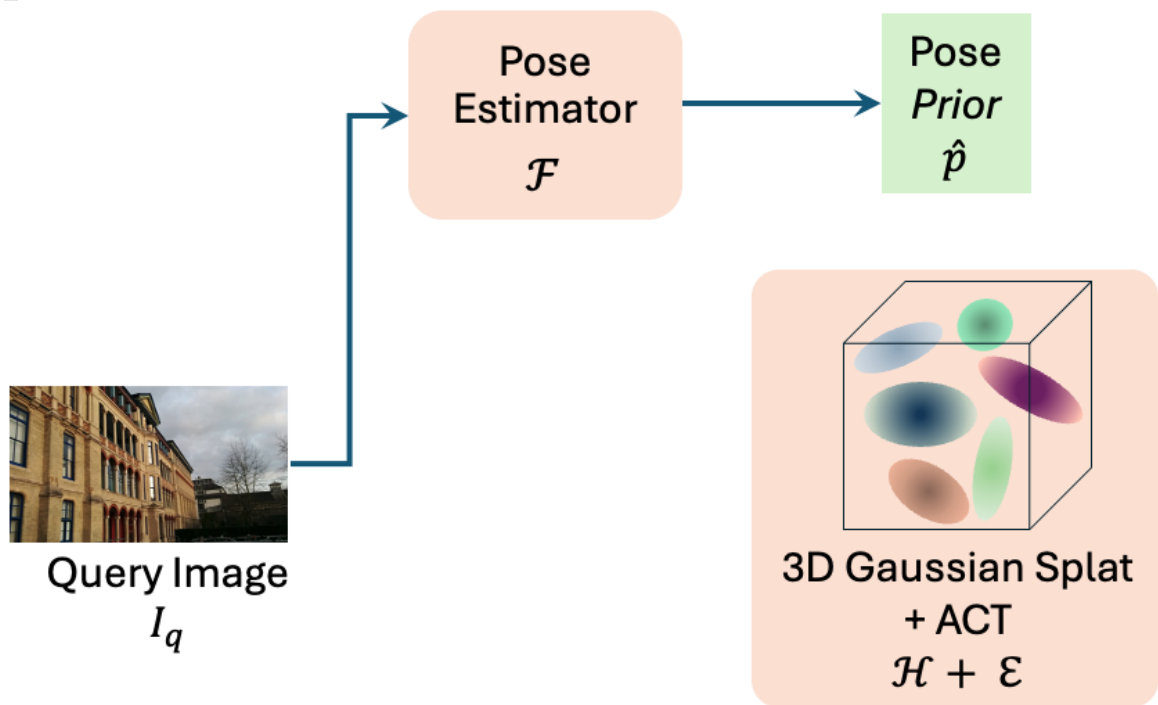 Pose
Estimator
ℱ
Pose
Prior
p̂
Query Image
I_q
3D Gaussian Splat
+ ACT
ℋ + ℰ